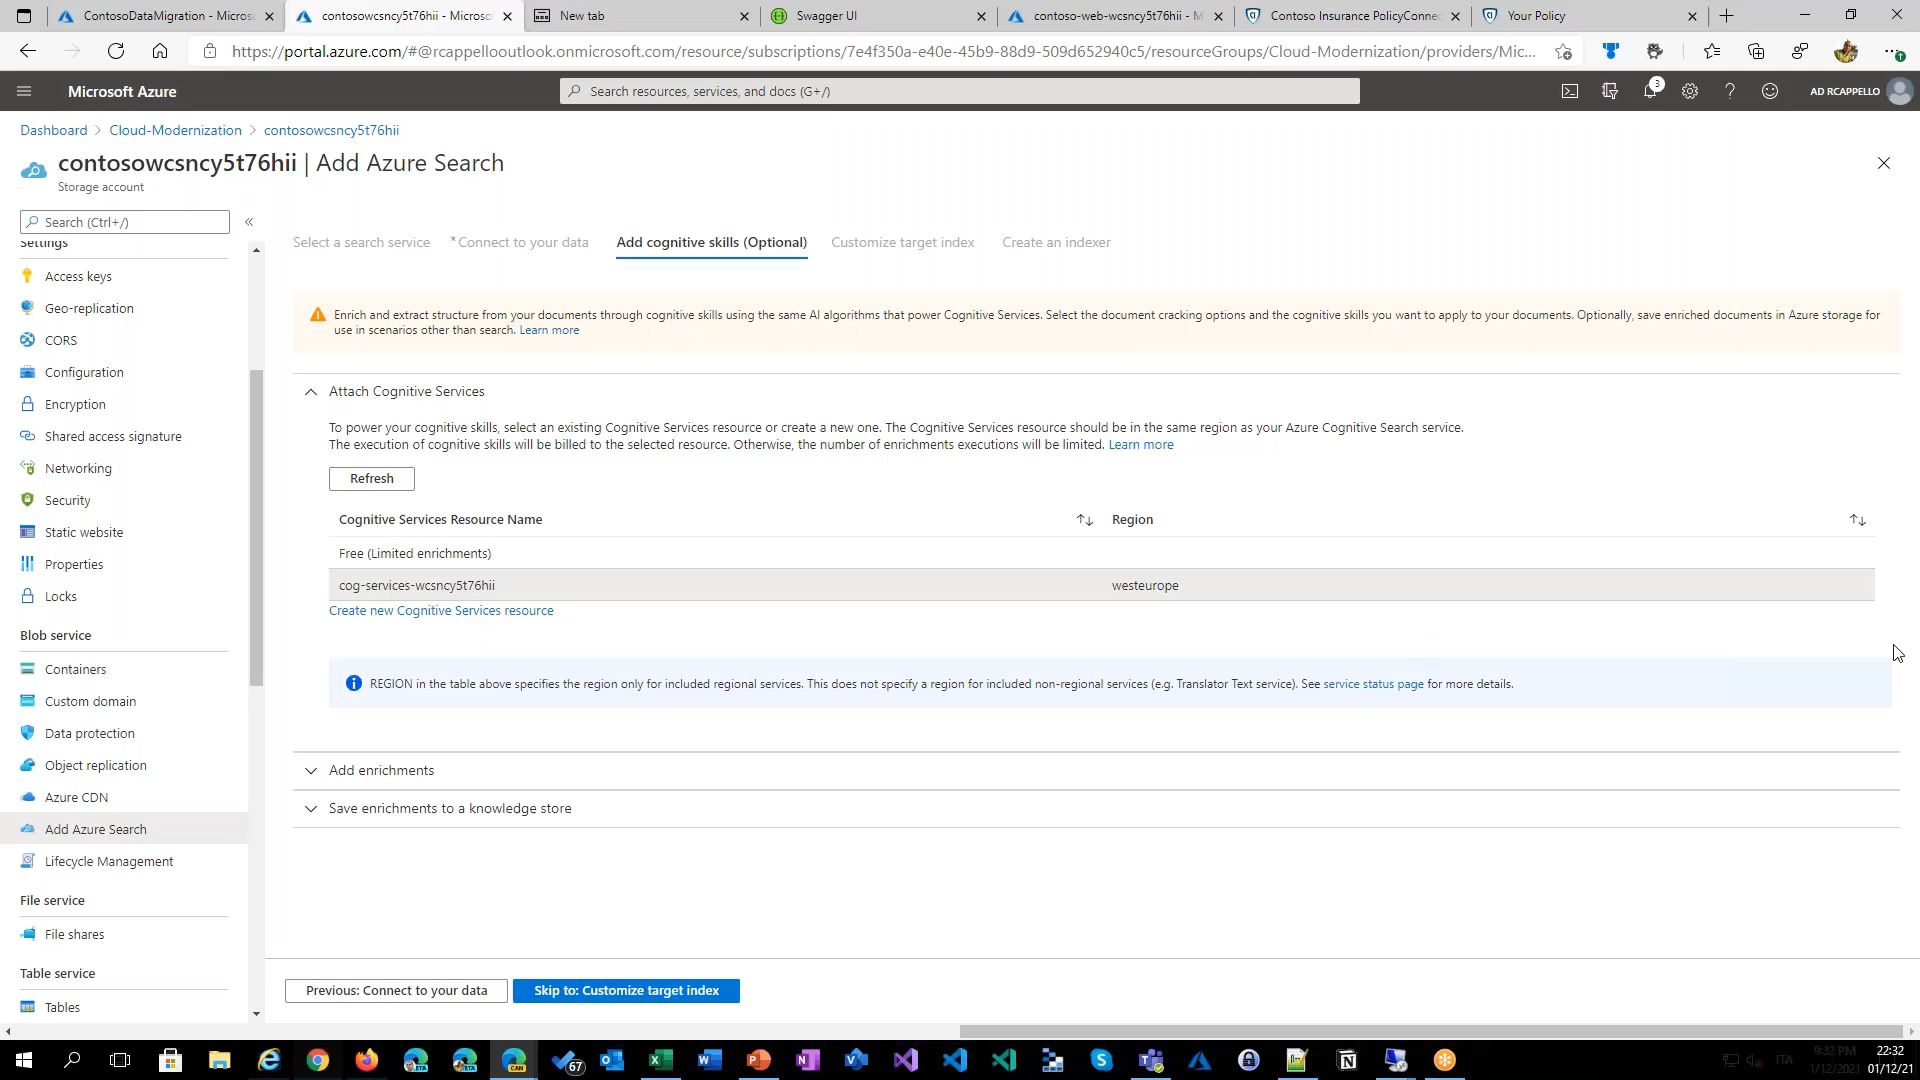 ContosoDataMigration - Microso
contosowcsncy5t76hii - Microso
New tab
Swagger UI
contoso-web-wcsncy5t76hii - M
Contoso Insurance PolicyConnec
Your Policy
https://portal.azure.com/#@rcappellooutlook.onmicrosoft.com/resource/subscriptions/7e4f350a-e40e-45b9-88d9-509d652940c5/resourceGroups/Cloud-Modernization/providers/Mic...
Microsoft Azure
Search resources, services, and docs (G+/)
3
AD RCAPPELLO
Dashboard > Cloud-Modernization > contosowcsncy5t76hii
contosowcsncy5t76hii | Add Azure Search
Storage account
Search (Ctrl+/)
«
Settings
Access keys
Geo-replication
CORS
Configuration
Encryption
Shared access signature
Networking
Security
Static website
Properties
Locks
Blob service
Containers
Custom domain
Data protection
Object replication
Azure CDN
Add Azure Search
Lifecycle Management
File service
File shares
Table service
Tables
Select a search service
* Connect to your data
Add cognitive skills (Optional)
Customize target index
Create an indexer
Enrich and extract structure from your documents through cognitive skills using the same AI algorithms that power Cognitive Services. Select the document cracking options and the cognitive skills you want to apply to your documents. Optionally, save enriched documents in Azure storage for
use in scenarios other than search. Learn more
Attach Cognitive Services
To power your cognitive skills, select an existing Cognitive Services resource or create a new one. The Cognitive Services resource should be in the same region as your Azure Cognitive Search service.
The execution of cognitive skills will be billed to the selected resource. Otherwise, the number of enrichments executions will be limited. Learn more
Refresh
Cognitive Services Resource Name
Region
Free (Limited enrichments)
cog-services-wcsncy5t76hii
westeurope
Create new Cognitive Services resource
REGION in the table above specifies the region only for included regional services. This does not specify a region for included non-regional services (e.g. Translator Text service). See service status page for more details.
Add enrichments
Save enrichments to a knowledge store
Previous: Connect to your data
Skip to: Customize target index
67
ITA
9:32 PM
1/12/2021
22:32
01/12/21